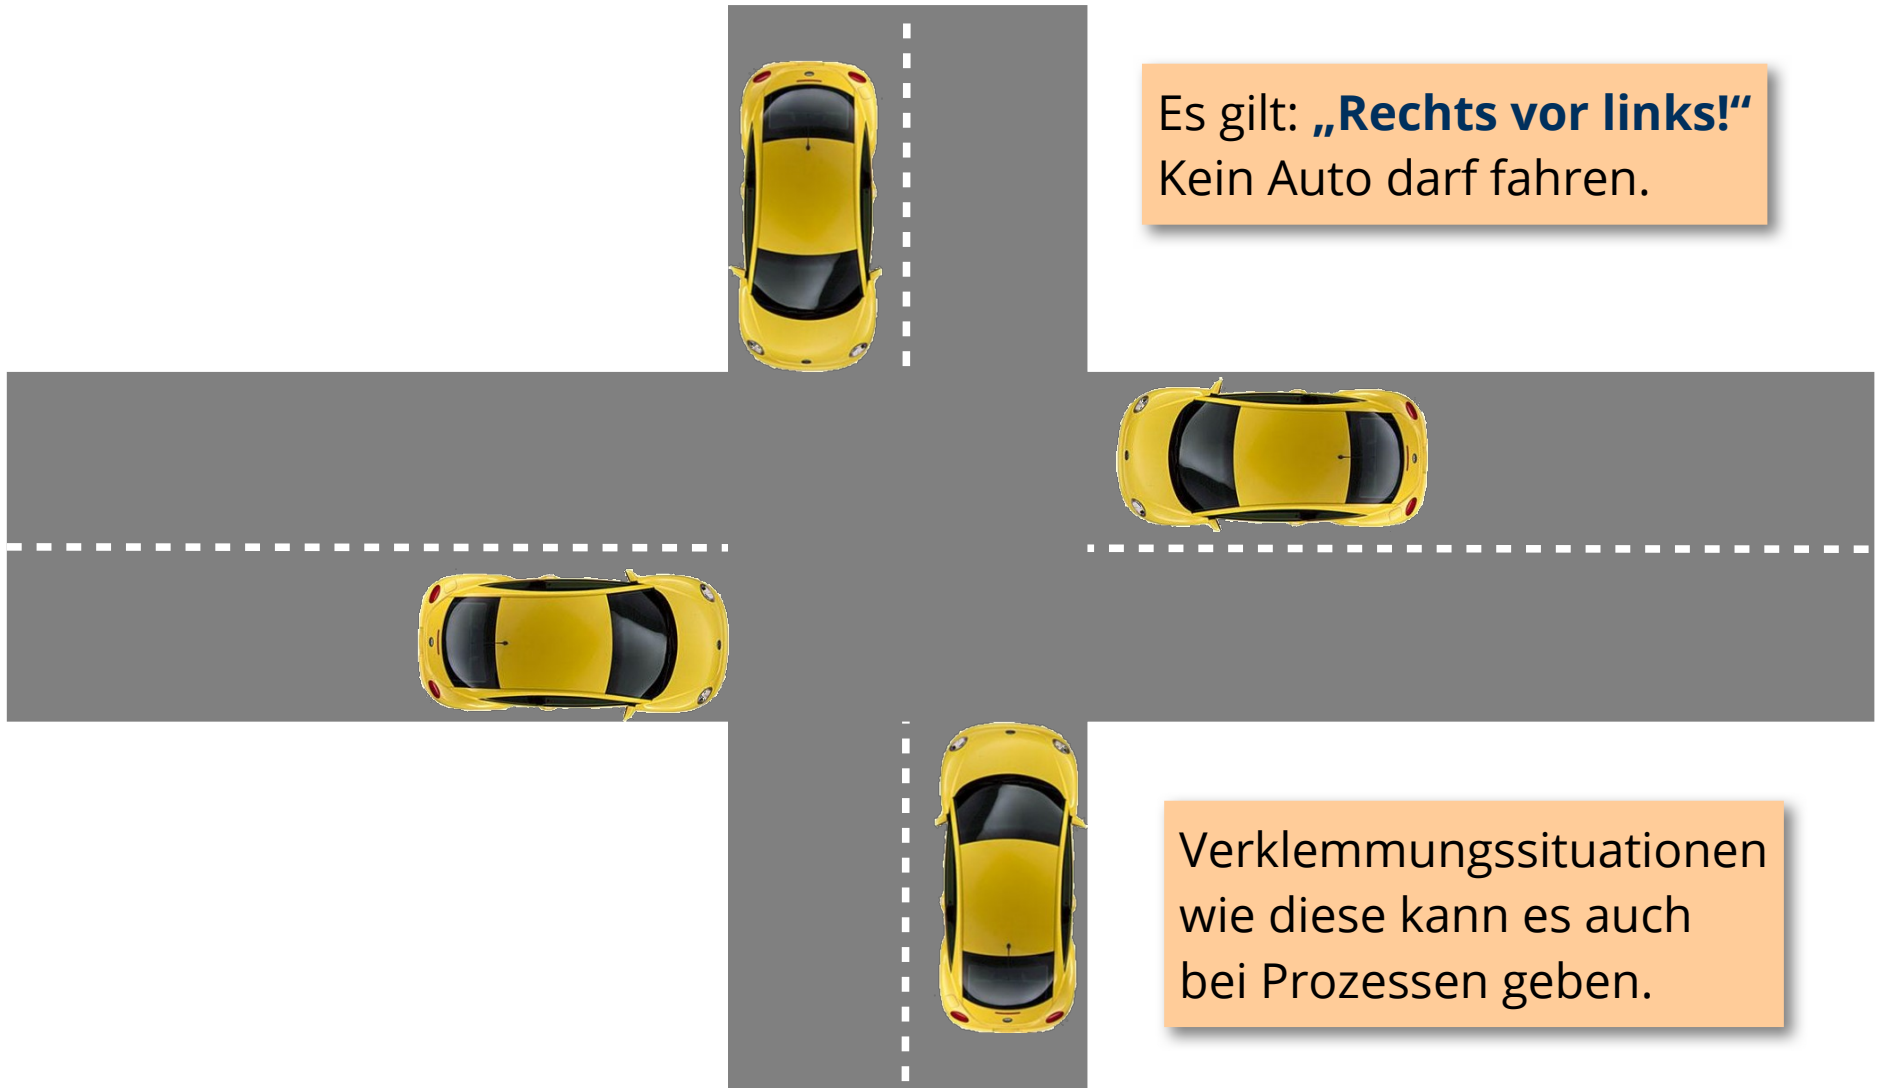 Es gilt: „Rechts vor links!“
Kein Auto darf fahren.
Verklemmungssituationen
wie diese kann es auch
bei Prozessen geben.